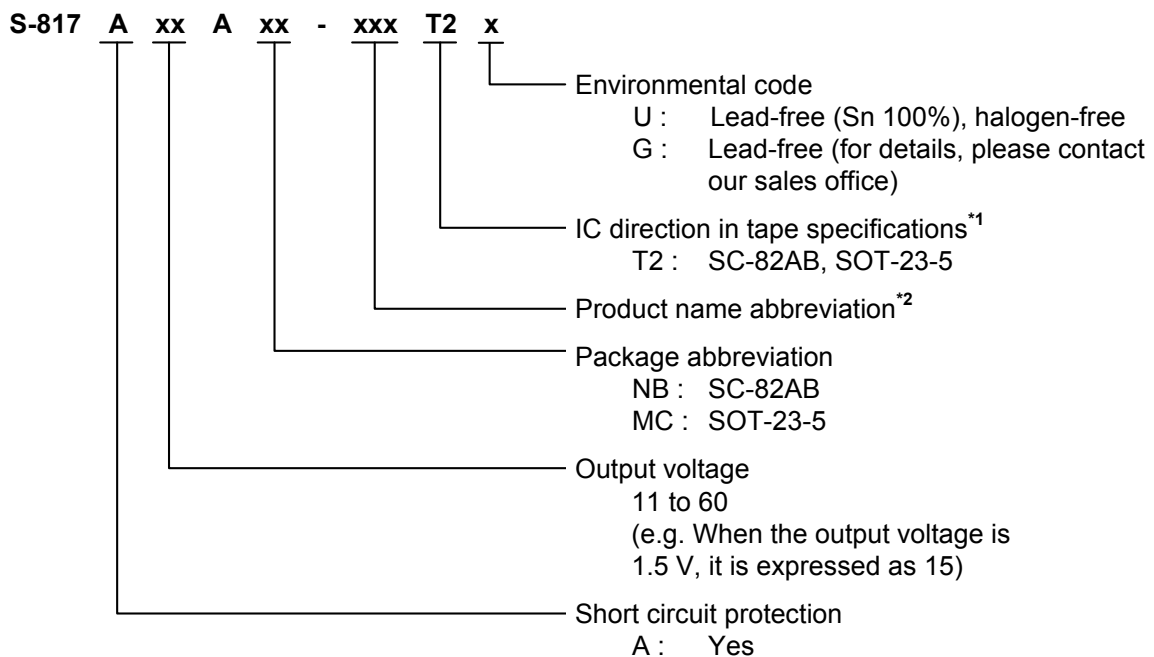 S-817 A xx A xx - xxx T2 x
Environmental code
U : Lead-free (Sn 100%), halogen-free
G : Lead-free (for details, please contact
our sales office)
IC direction in tape specifications*1
T2 : SC-82AB, SOT-23-5
Product name abbreviation*2
Package abbreviation
NB : SC-82AB
MC : SOT-23-5
Output voltage
11 to 60
(e.g. When the output voltage is
1.5 V, it is expressed as 15)
Short circuit protection
A : Yes